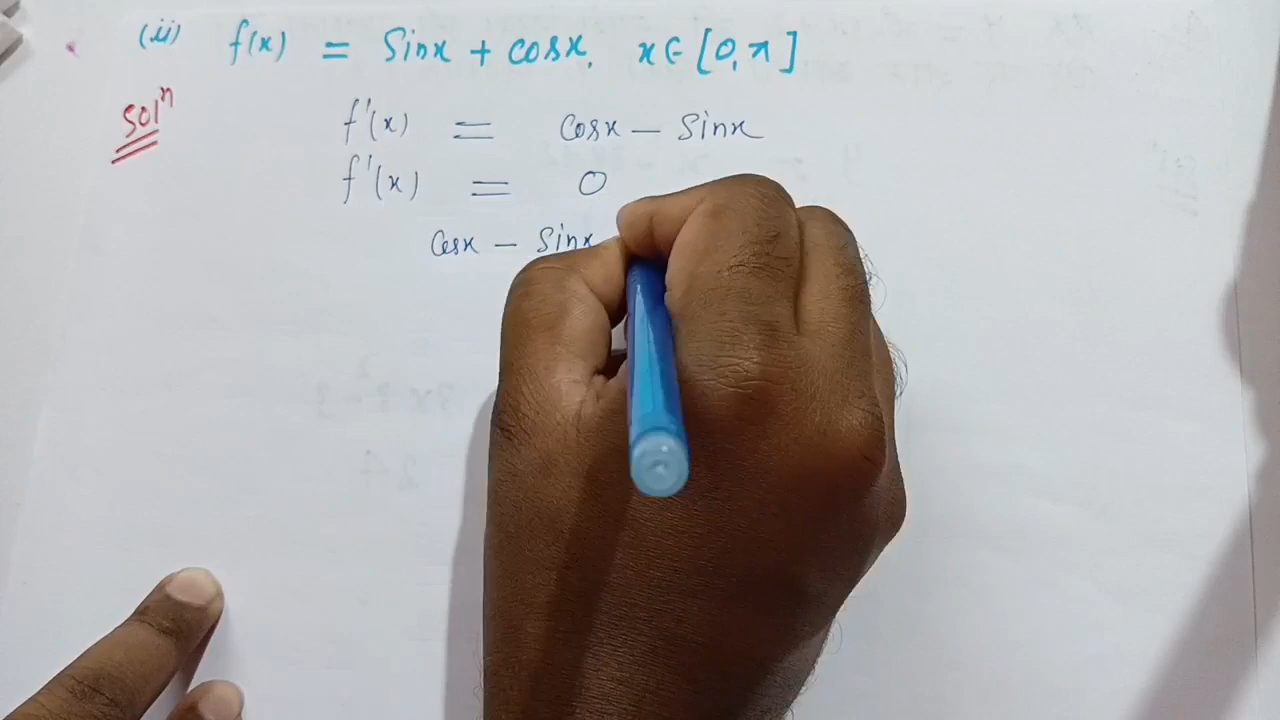 (ii) f(x) = Sinx + cosx, x ∈ [0, π]
Solⁿ
f'(x) = cosx - Sinx
f'(x) = 0
Cosx - Sinx